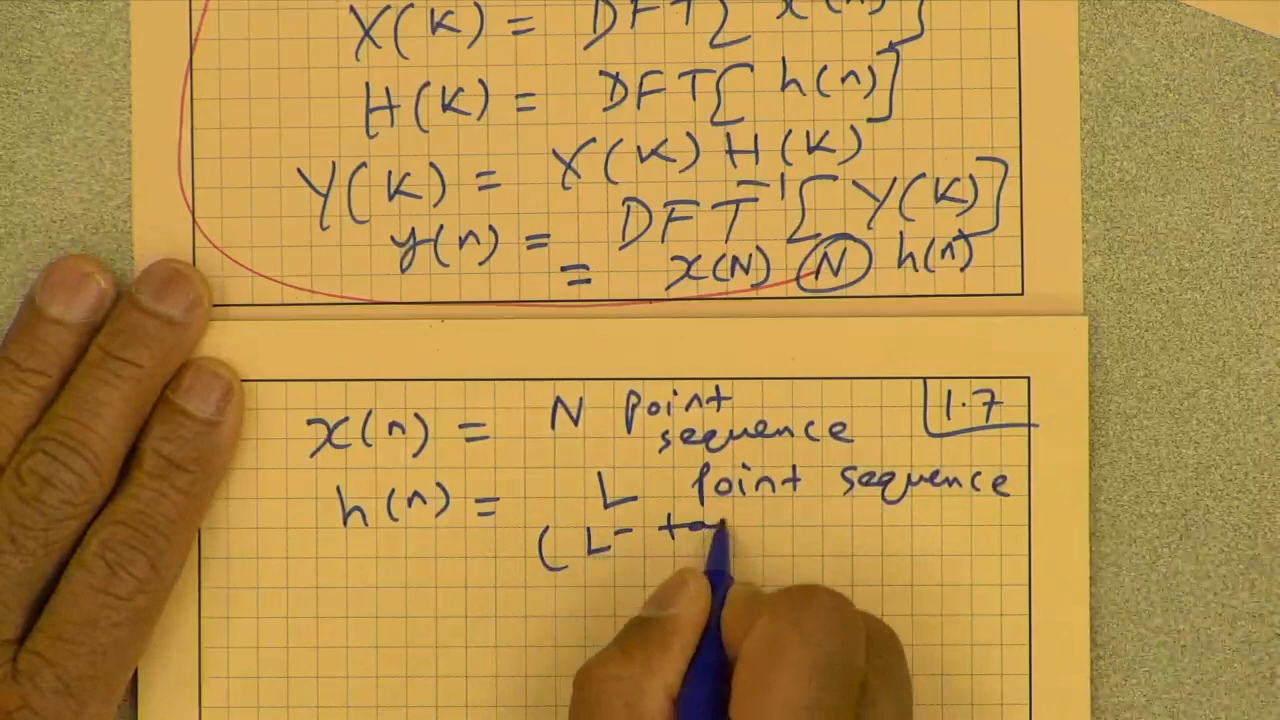 X(K) = DFT[ x(n) ]
H(K) = DFT[ h(n) ]
Y(K) = X(K) H(K)
y(n) = DFT⁻¹ [ Y(K) ]
= x(N) Ⓝ h(n)
1.7
x(n) = N point sequence
h(n) = L point sequence
( L-